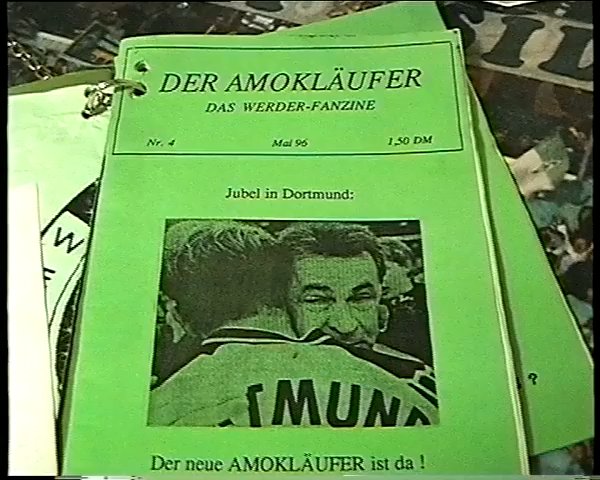 DER AMOKLÄUFER
DAS WERDER-FANZINE
Nr. 4 Mai 96 1,50 DM
Jubel in Dortmund:
TMUN
Der neue AMOKLÄUFER ist da !
W
?